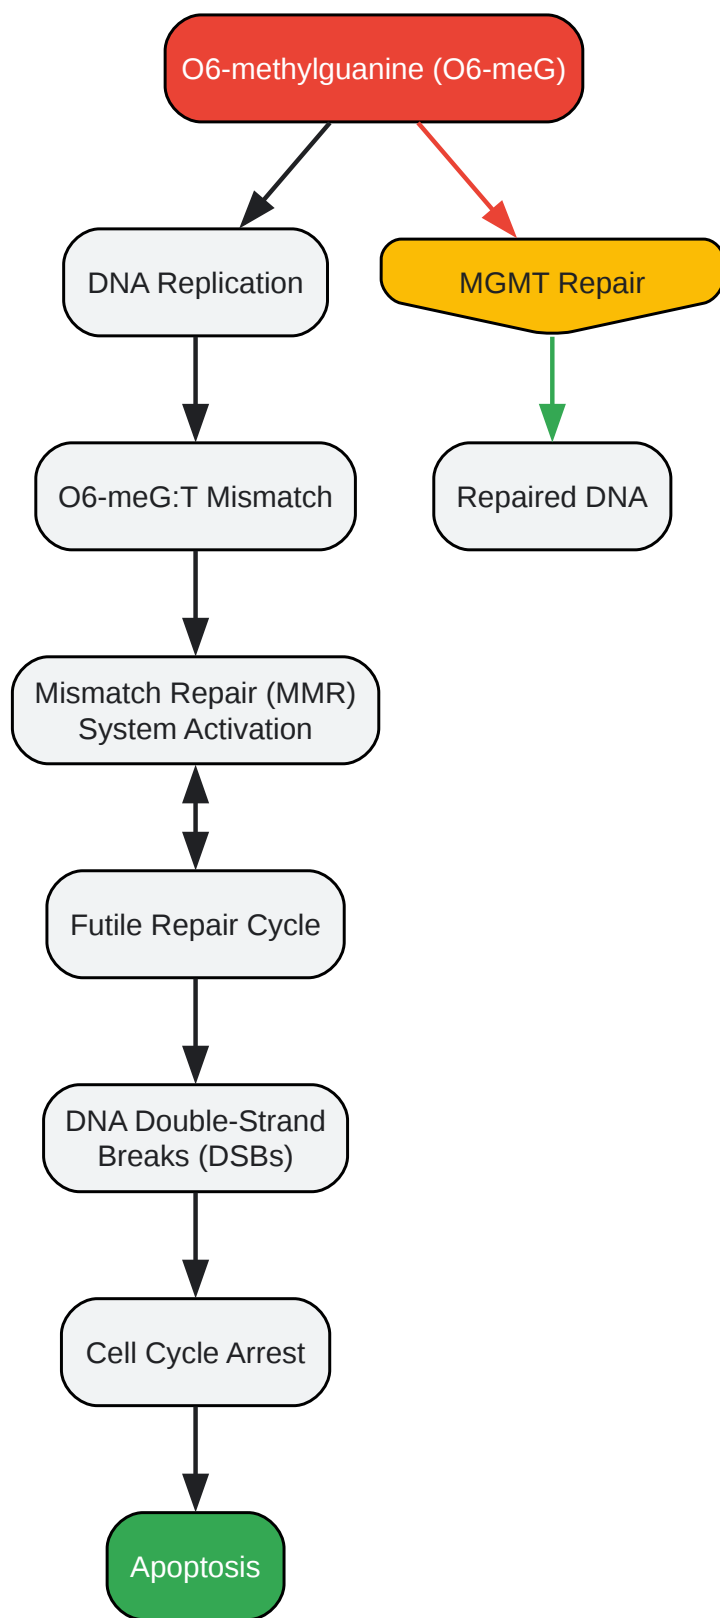 O6-methylguanine (O6-meG)
DNA Replication
MGMT Repair
O6-meG:T Mismatch
Repaired DNA
Mismatch Repair (MMR)
System Activation
Futile Repair Cycle
DNA Double-Strand
Breaks (DSBs)
Cell Cycle Arrest
Apoptosis